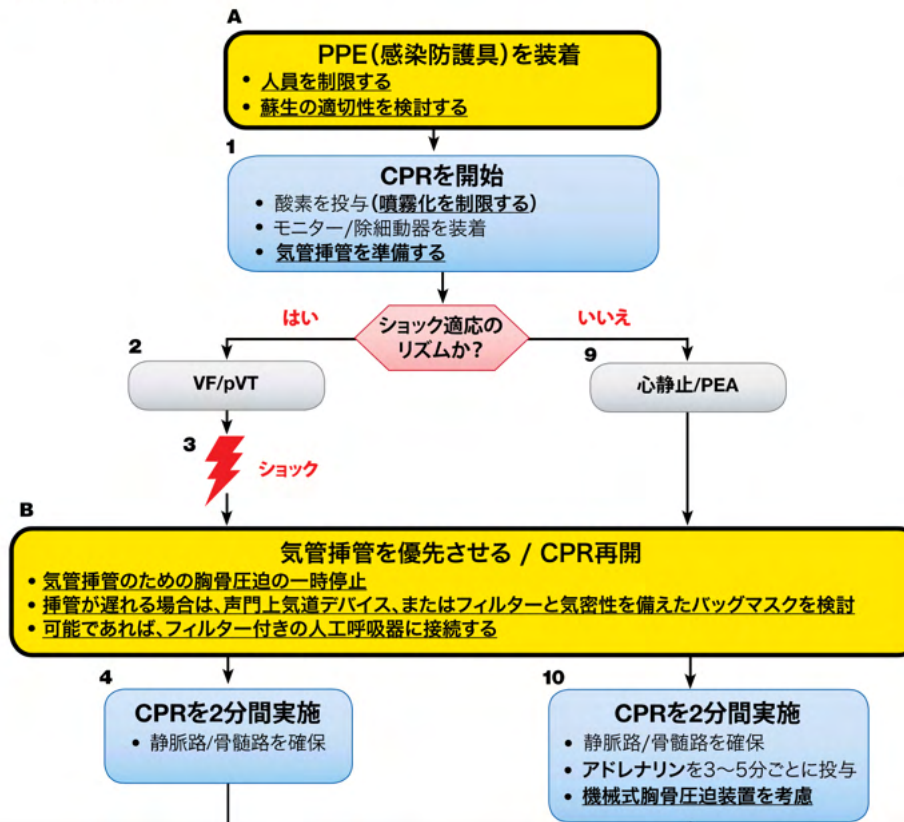 A
PPE(感染防護具)を装着
• 人員を制限する
• 蘇生の適切性を検討する
1
CPRを開始
• 酸素を投与(噴霧化を制限する)
• モニター/除細動器を装着
• 気管挿管を準備する
はい
ショック適応の
リズムか?
いいえ
2
VF/pVT
9
心静止/PEA
3
ショック
B
気管挿管を優先させる / CPR再開
• 気管挿管のための胸骨圧迫の一時停止
• 挿管が遅れる場合は、声門上気道デバイス、またはフィルターと気密性を備えたバッグマスクを検討
• 可能であれば、フィルター付きの人工呼吸器に接続する
4
CPRを2分間実施
• 静脈路/骨髄路を確保
10
CPRを2分間実施
• 静脈路/骨髄路を確保
• アドレナリンを3〜5分ごとに投与
• 機械式胸骨圧迫装置を考慮